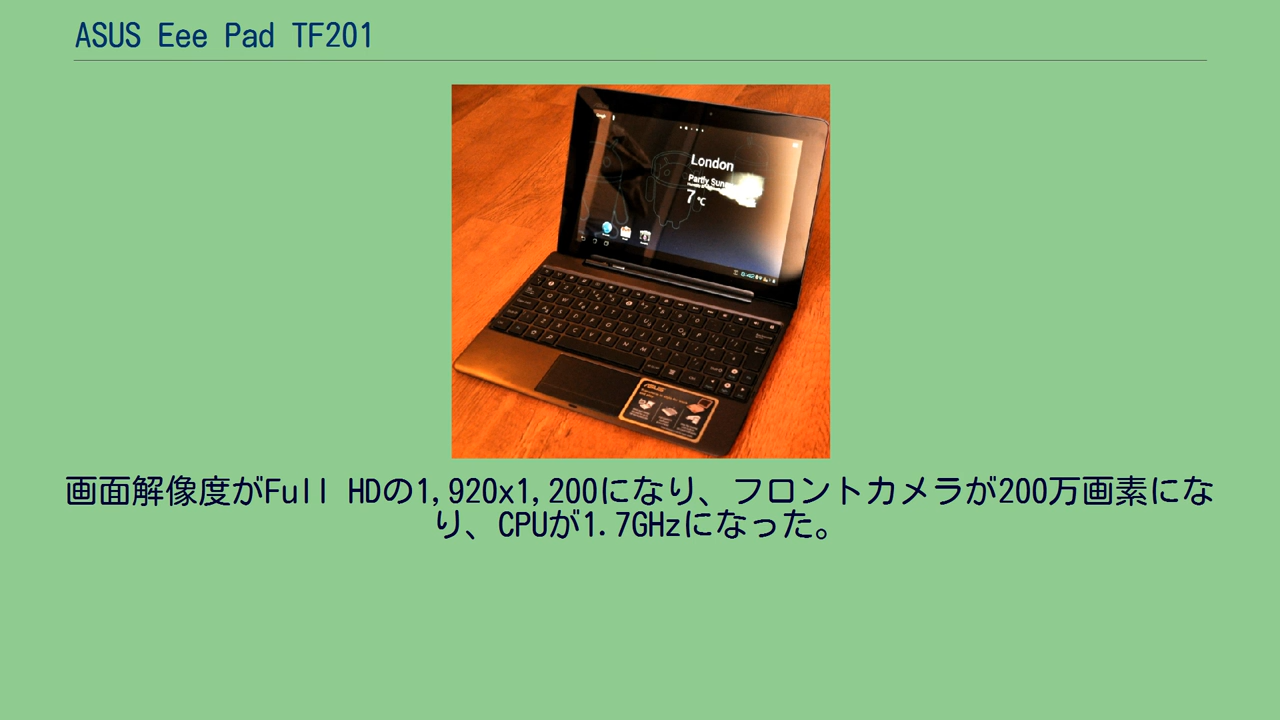 ASUS Eee Pad TF201
London
Partly Sunny
7℃
ASUS
画面解像度がFull HDの1,920x1,200になり、フロントカメラが200万画素にな
り、CPUが1.7GHzになった。